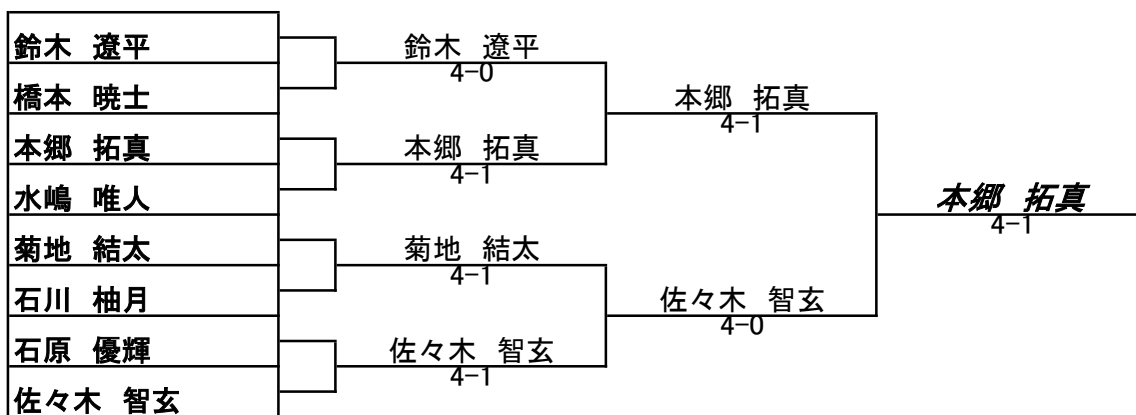 鈴木 遼平
橋本 暁士
本郷 拓真
水嶋 唯人
菊地 結太
石川 柚月
石原 優輝
佐々木 智玄
鈴木 遼平
4-0
本郷 拓真
4-1
菊地 結太
4-1
佐々木 智玄
4-1
本郷 拓真
4-1
佐々木 智玄
4-0
本郷 拓真
4-1